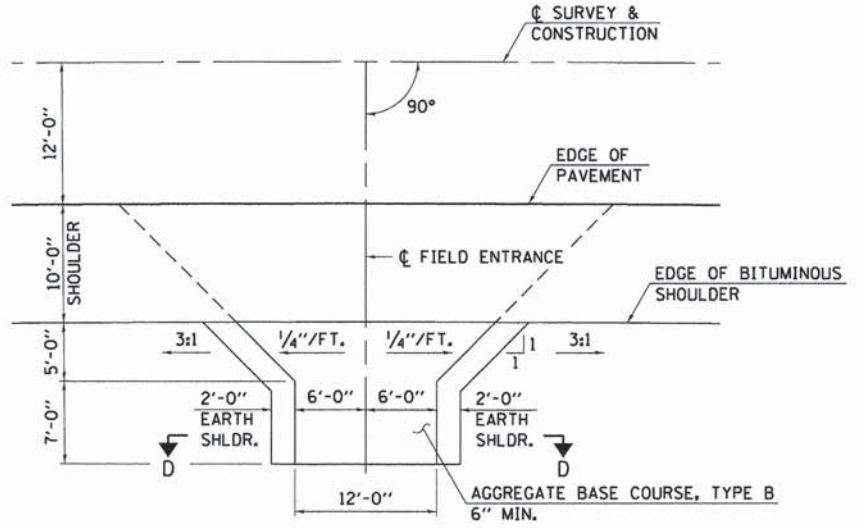 ℄ SURVEY &
CONSTRUCTION
90°
12'-0"
EDGE OF
PAVEMENT
10'-0"
SHOULDER
℄ FIELD ENTRANCE
EDGE OF BITUMINOUS
SHOULDER
3:1
1/4"/FT.
1/4"/FT.
1
1
3:1
5'-0"
2'-0"
EARTH
SHLDR.
6'-0"
6'-0"
2'-0"
EARTH
SHLDR.
7'-0"
D
D
12'-0"
AGGREGATE BASE COURSE, TYPE B
6" MIN.